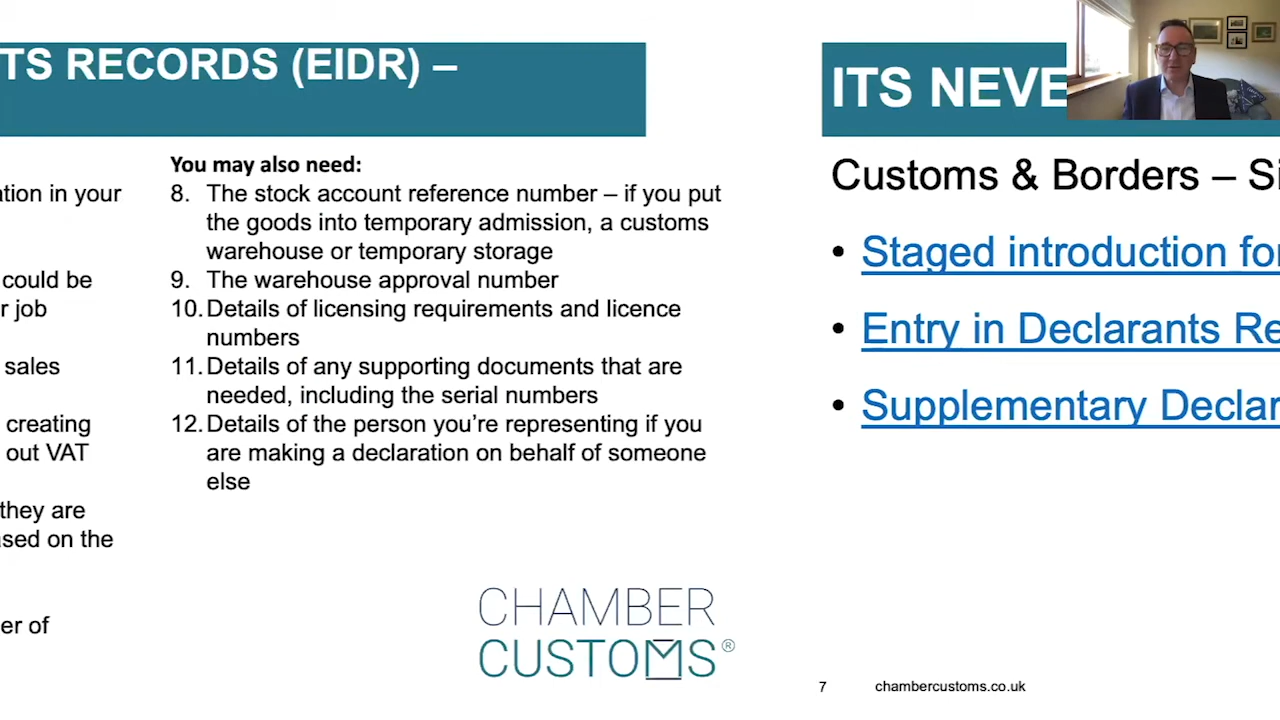 TS RECORDS (EIDR) –
You may also need:
ation in your
could be
r job
sales
creating
out VAT
they are
ased on the
er of
8. The stock account reference number – if you put
the goods into temporary admission, a customs
warehouse or temporary storage
9. The warehouse approval number
10. Details of licensing requirements and licence
numbers
11. Details of any supporting documents that are
needed, including the serial numbers
12. Details of the person you're representing if you
are making a declaration on behalf of someone
else
CHAMBER
CUSTOMS®
ITS NEVE
Customs & Borders – Si
• Staged introduction for
• Entry in Declarants Re
• Supplementary Declar
7 chambercustoms.co.uk